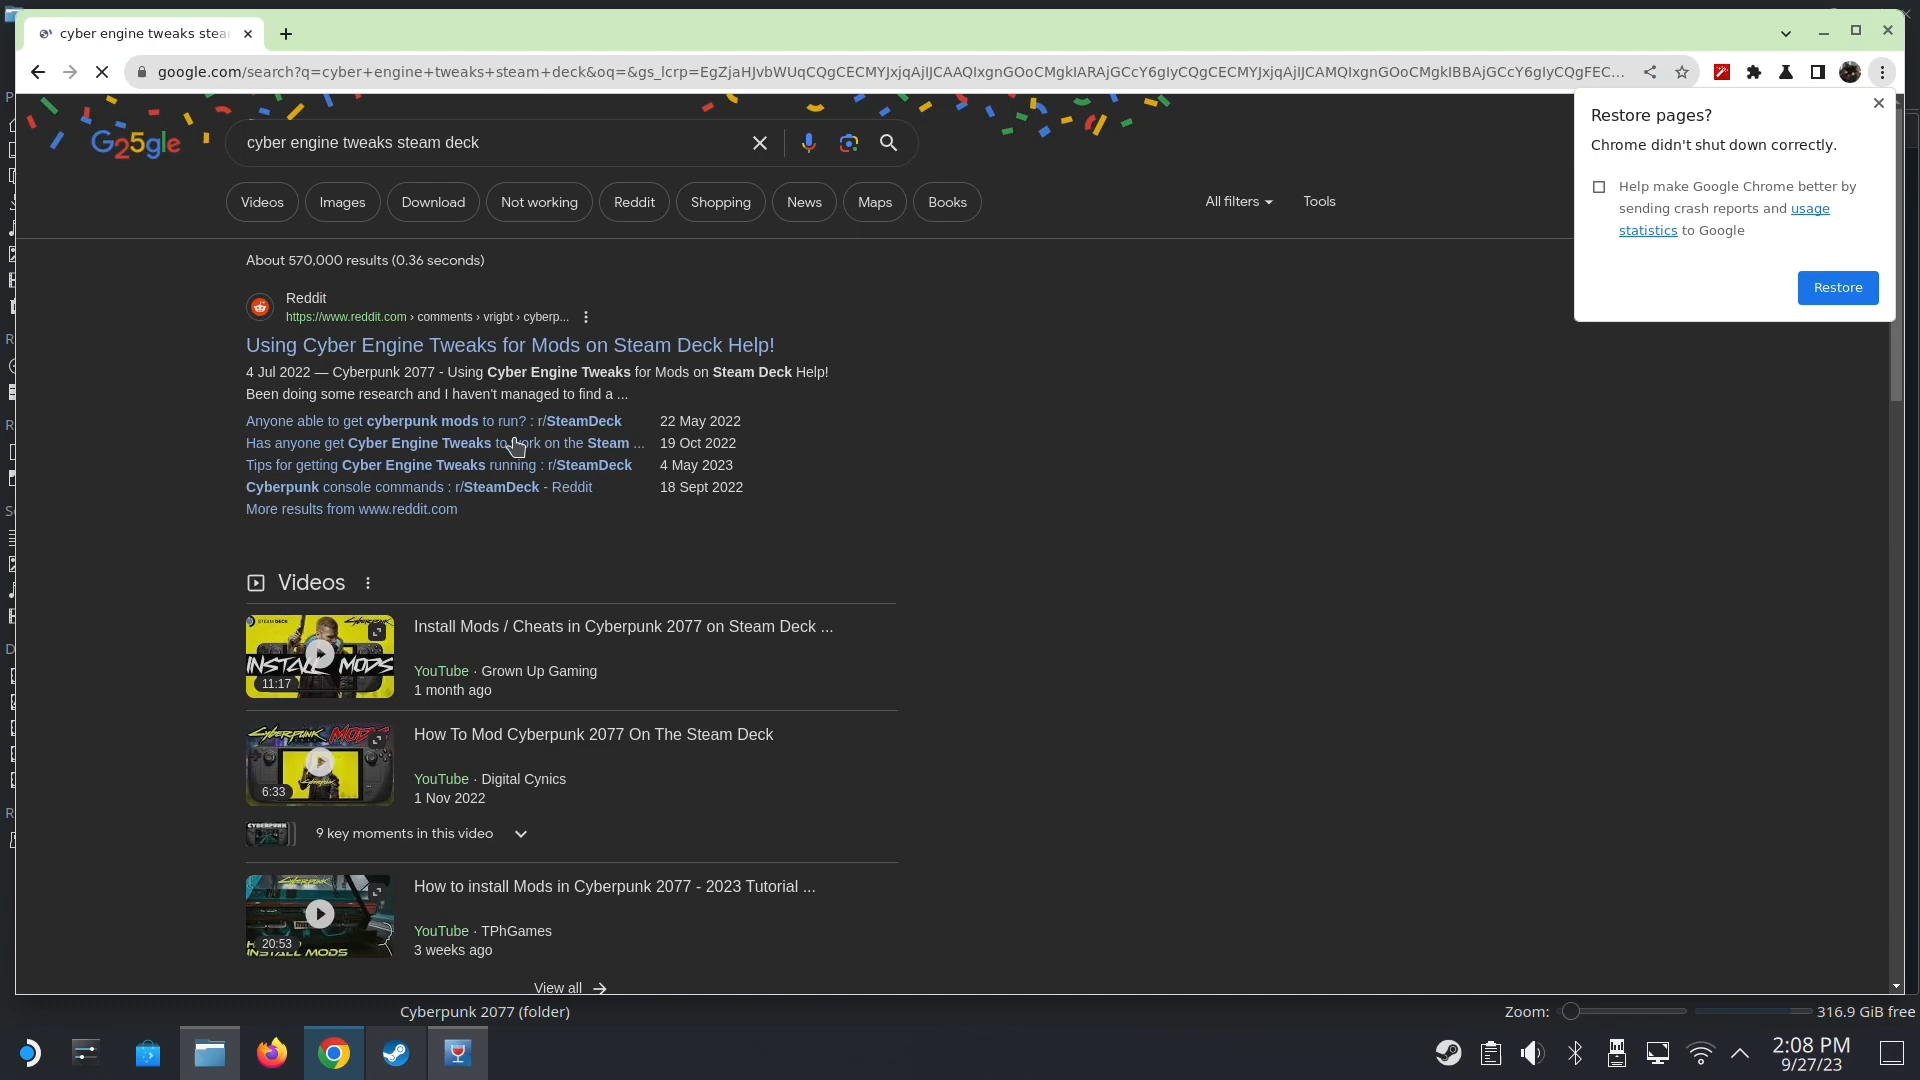 cyber engine tweaks stea
google.com/search?q=cyber+engine+tweaks+steam+deck&oq=&gs_lcrp=EgZjaHJvbWUqCQgCECMYJxjqAjIJCAAQIxgnGOoCMgkIARAjGCcY6gIyCQgCECMYJxjqAjIJCAMQIxgnGOoCMgkIBBAjGCcY6gIyCQgFEC...
Restore pages?
Chrome didn't shut down correctly.
Help make Google Chrome better by
sending crash reports and usage
statistics to Google
Restore
G25gle
cyber engine tweaks steam deck
Videos Images Download Not working Reddit Shopping News Maps Books All filters Tools
About 570,000 results (0.36 seconds)
Reddit
https://www.reddit.com › comments › vrigbt › cyberp...
Using Cyber Engine Tweaks for Mods on Steam Deck Help!
4 Jul 2022 — Cyberpunk 2077 - Using Cyber Engine Tweaks for Mods on Steam Deck Help!
Been doing some research and I haven't managed to find a ...
Anyone able to get cyberpunk mods to run? : r/SteamDeck 22 May 2022
Has anyone get Cyber Engine Tweaks to work on the Steam ... 19 Oct 2022
Tips for getting Cyber Engine Tweaks running : r/SteamDeck 4 May 2023
Cyberpunk console commands : r/SteamDeck - Reddit 18 Sept 2022
More results from www.reddit.com
Videos
STEAM DECK
Cyberpunk
INSTALL MODS
11:17
Install Mods / Cheats in Cyberpunk 2077 on Steam Deck ...
YouTube · Grown Up Gaming
1 month ago
Cyberpunk MODS
6:33
How To Mod Cyberpunk 2077 On The Steam Deck
YouTube · Digital Cynics
1 Nov 2022
CYBERPUNK
9 key moments in this video
Cyberpunk
INSTALL MODS
20:53
How to install Mods in Cyberpunk 2077 - 2023 Tutorial ...
YouTube · TPhGames
3 weeks ago
View all
Cyberpunk 2077 (folder)
Zoom:
316.9 GiB free
2:08 PM
9/27/23